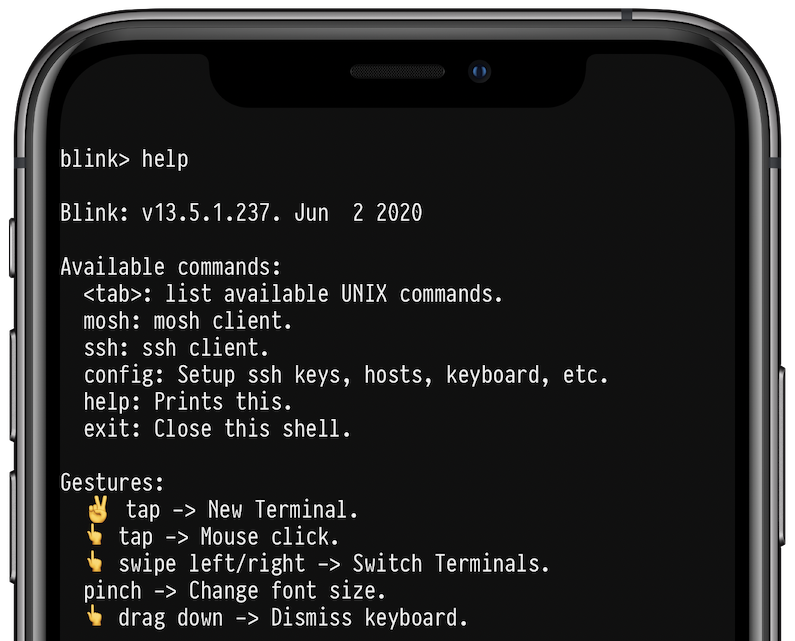 blink> help
Blink: v13.5.1.237. Jun  2 2020
Available commands:
  <tab>: list available UNIX commands.
  mosh: mosh client.
  ssh: ssh client.
  config: Setup ssh keys, hosts, keyboard, etc.
  help: Prints this.
  exit: Close this shell.
Gestures:
  ✌️ tap -> New Terminal.
  👆 tap -> Mouse click.
  👆 swipe left/right -> Switch Terminals.
  pinch -> Change font size.
  👆 drag down -> Dismiss keyboard.